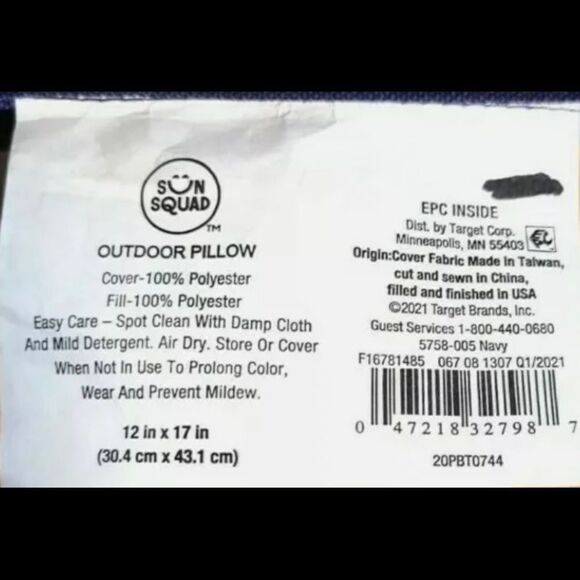 SUN
SQUAD
TM
OUTDOOR PILLOW
Cover-100% Polyester
Fill-100% Polyester
Easy Care – Spot Clean With Damp Cloth
And Mild Detergent. Air Dry. Store Or Cover
When Not In Use To Prolong Color,
Wear And Prevent Mildew.
12 in x 17 in
(30.4 cm x 43.1 cm)
EPC INSIDE
Dist. by Target Corp.
Minneapolis, MN 55403
Origin:Cover Fabric Made in Taiwan,
cut and sewn in China,
filled and finished in USA
©2021 Target Brands, Inc.
Guest Services 1-800-440-0680
5758-005 Navy
F16781485 067 08 1307 Q1/2021
0 47218 32798 7
20PBT0744